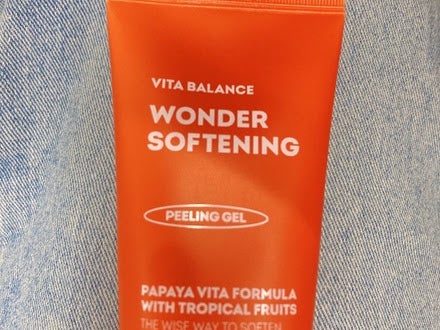 VITA BALANCE
WONDER
SOFTENING
PEELING GEL
PAPAYA VITA FORMULA
WITH TROPICAL FRUITS
THE WISE WAY TO SOFTEN